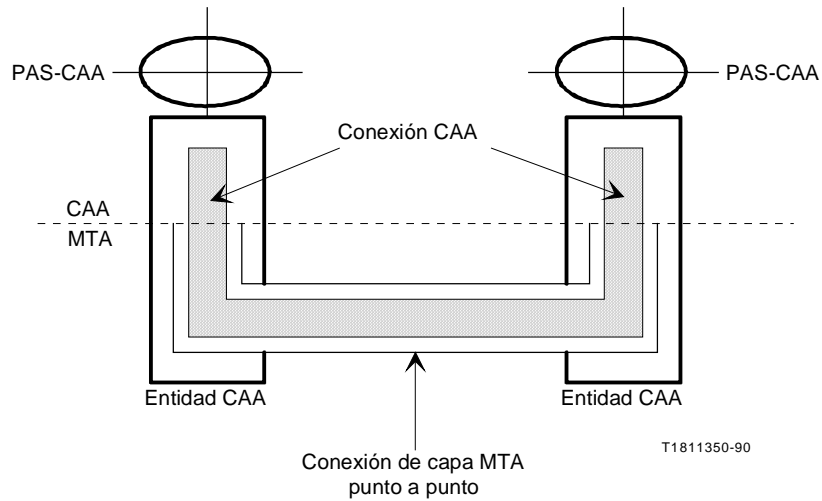 PAS-CAA
PAS-CAA
Conexión CAA
CAA
MTA
Entidad CAA
Entidad CAA
T1811350-90
Conexión de capa MTA
punto a punto